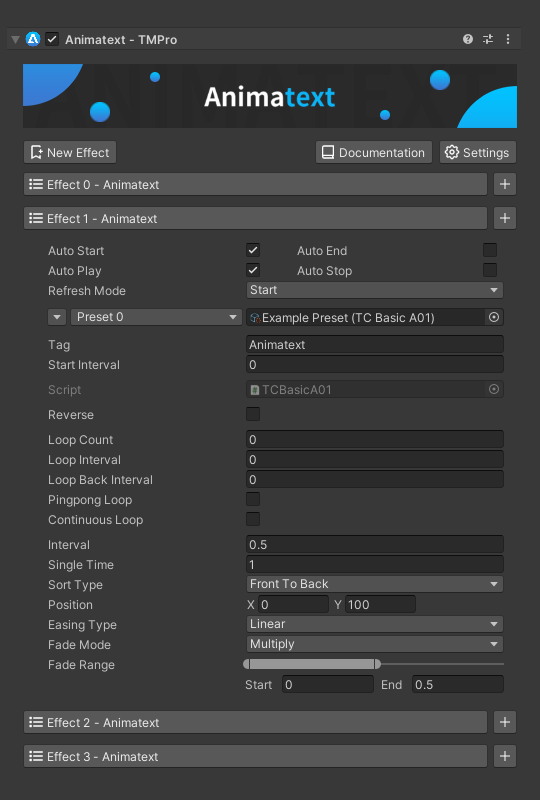 Animatext - TMPro
Animatext
New Effect Documentation Settings
Effect 0 - Animatext
Effect 1 - Animatext
Auto Start Auto End
Auto Play Auto Stop
Refresh Mode Start
Preset 0 Example Preset (TC Basic A01)
Tag Animatext
Start Interval 0
Script TCBasicA01
Reverse
Loop Count 0
Loop Interval 0
Loop Back Interval 0
Pingpong Loop
Continuous Loop
Interval 0.5
Single Time 1
Sort Type Front To Back
Position X 0 Y 100
Easing Type Linear
Fade Mode Multiply
Fade Range
Start 0 End 0.5
Effect 2 - Animatext
Effect 3 - Animatext